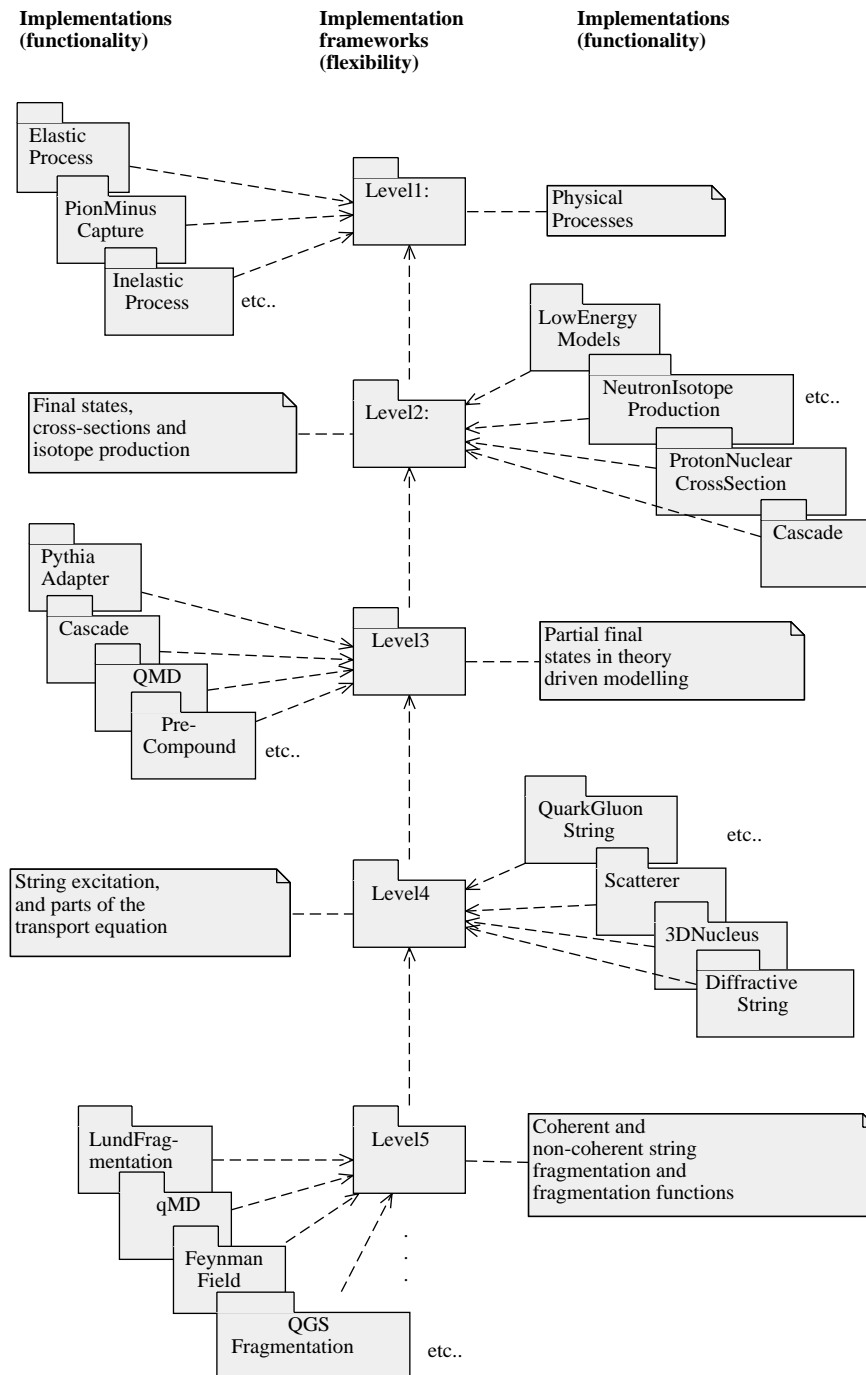 Implementations
(functionality)
Implementation
frameworks
(flexibility)
Implementations
(functionality)
Elastic
Process
PionMinus
Capture
Inelastic
Process
etc..
Level1:
Physical
Processes
LowEnergy
Models
NeutronIsotope
Production
etc..
ProtonNuclear
CrossSection
Cascade
Final states,
cross-sections and
isotope production
Level2:
Pythia
Adapter
Cascade
QMD
Pre-
Compound
etc..
Level3
Partial final
states in theory
driven modelling
QuarkGluon
String
etc..
Scatterer
3DNucleus
Diffractive
String
String excitation,
and parts of the
transport equation
Level4
LundFrag-
mentation
qMD
Feynman
Field
QGS
Fragmentation
etc..
Level5
Coherent and
non-coherent string
fragmentation and
fragmentation functions
.
.
.